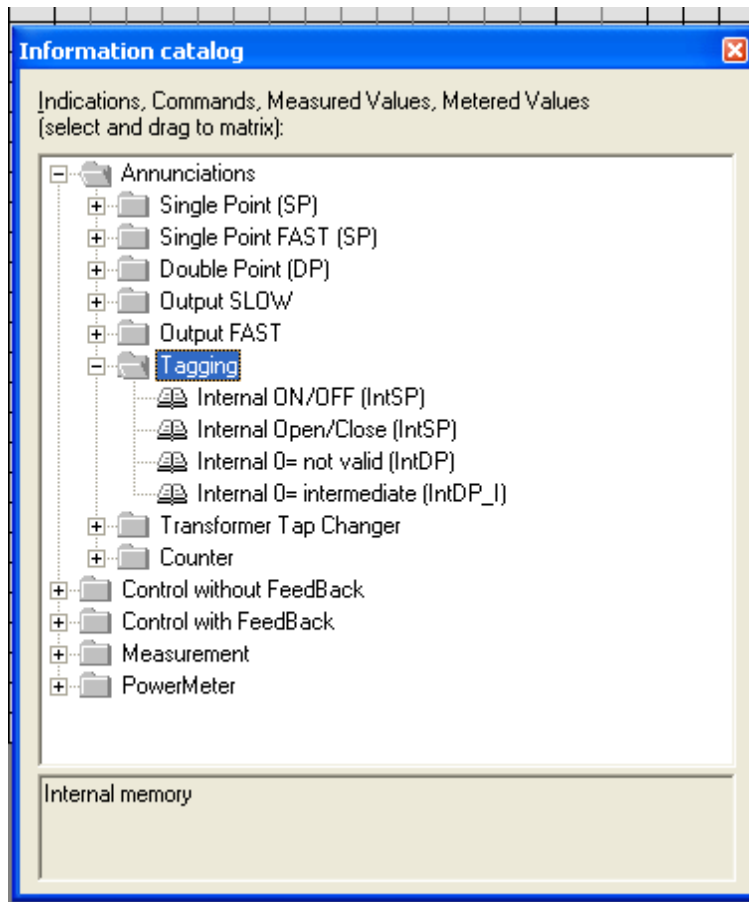 Information catalog
Indications, Commands, Measured Values, Metered Values
(select and drag to matrix):
Annunciations
Single Point (SP)
Single Point FAST (SP)
Double Point (DP)
Output SLOW
Output FAST
Tagging
Internal ON/OFF (IntSP)
Internal Open/Close (IntSP)
Internal 0= not valid (IntDP)
Internal 0= intermediate (IntDP_I)
Transformer Tap Changer
Counter
Control without FeedBack
Control with FeedBack
Measurement
PowerMeter
Internal memory